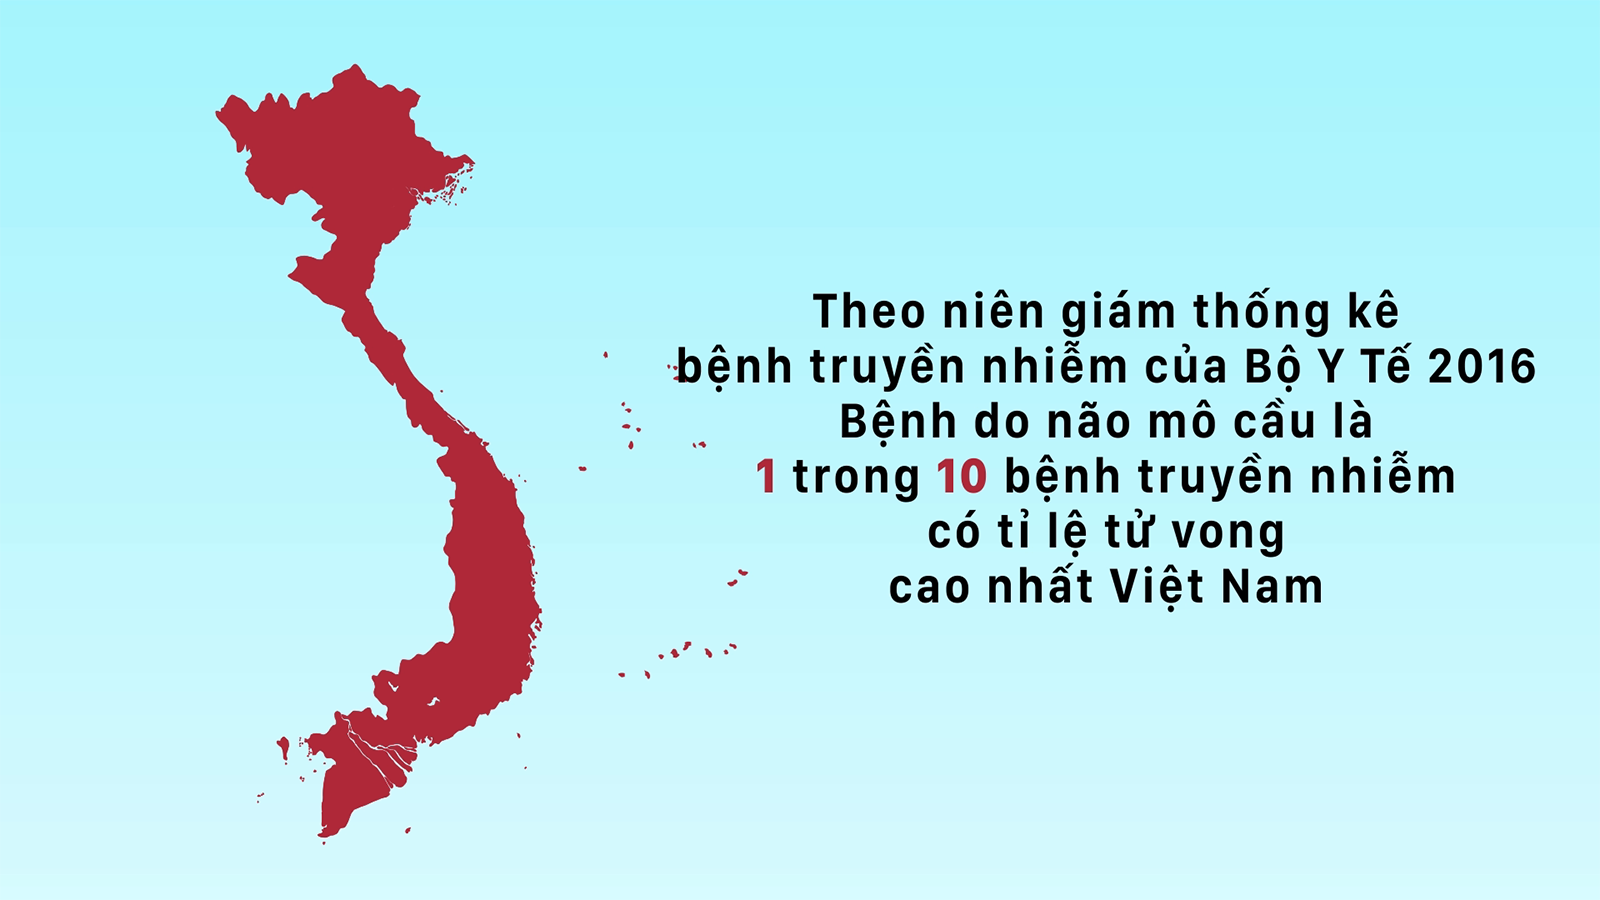 Theo niên giám thống kê
bệnh truyền nhiễm của Bộ Y Tế 2016
Bệnh do não mô cầu là
1 trong 10 bệnh truyền nhiễm
có tỉ lệ tử vong
cao nhất Việt Nam